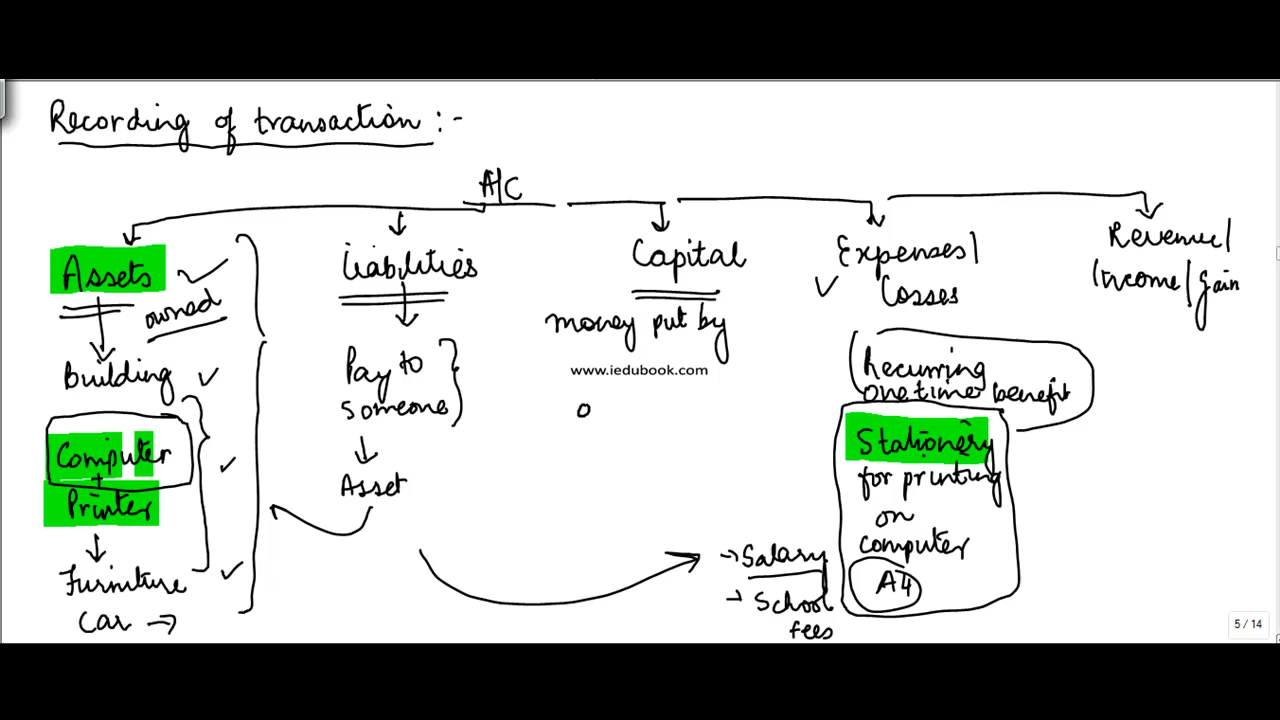 Recording of transaction :-
A/C
Assets
owned
Building
Computer
+
Printer
Furniture
Car →
Liabilities
Pay to
someone
Asset
Capital
money put by
www.iedubook.com
o
Expenses/
Losses
Recurring
one time benefit
Stationery
for printing
on
computer
A4
→ Salary
→ School
fees
Revenue/
Income/gain
5 / 14